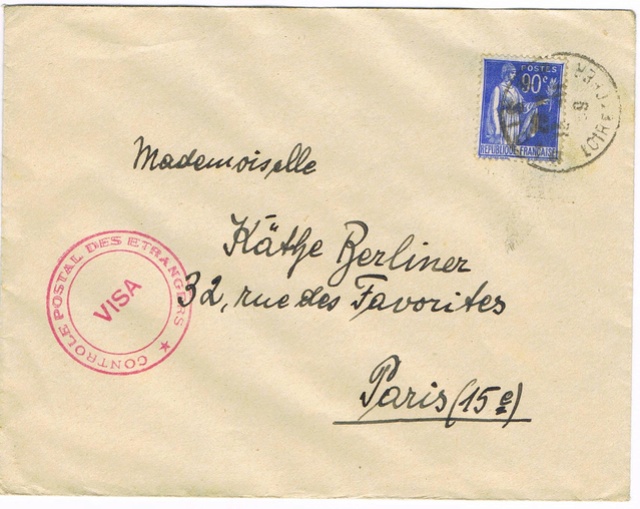 POSTES
90c
REPUBLIQUE FRANÇAISE
Mademoiselle
Käthe Berliner
32, rue des Favorites
Paris (15e)
CONTROLE POSTAL DES ETRANGERS
VISA